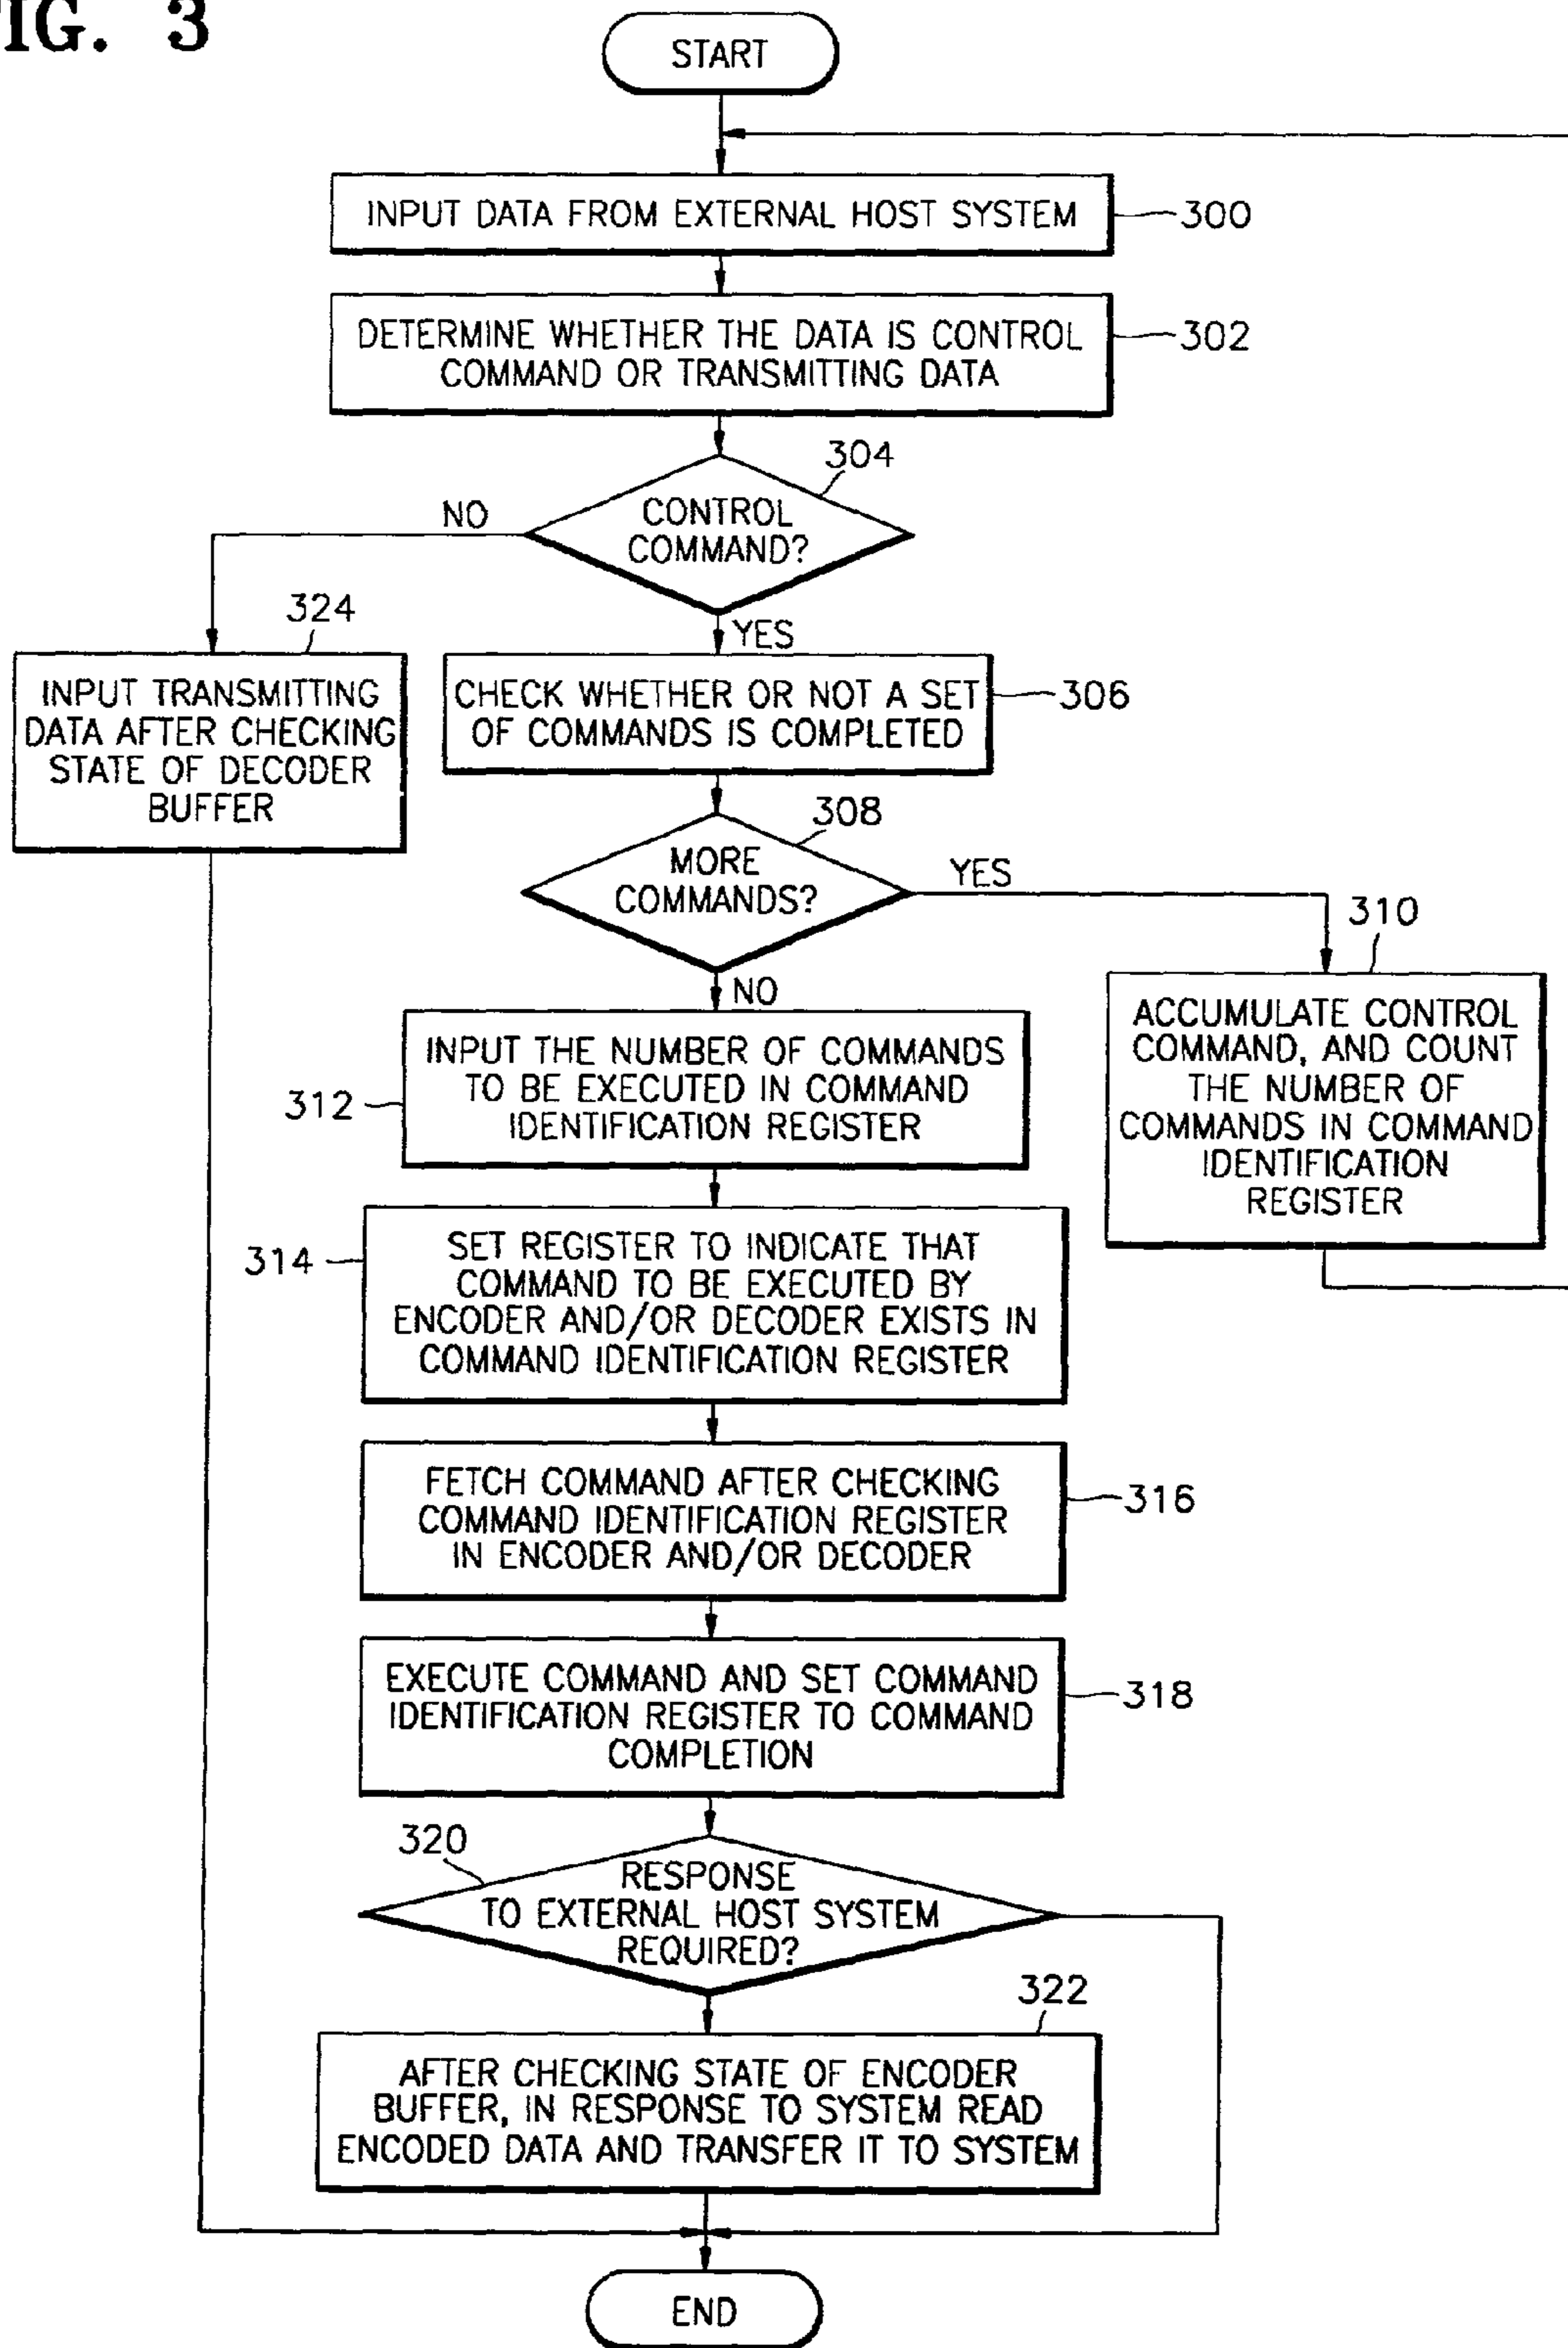 FIG. 3
START
INPUT DATA FROM EXTERNAL HOST SYSTEM
300
DETERMINE WHETHER THE DATA IS CONTROL
COMMAND OR TRANSMITTING DATA
302
304
CONTROL
COMMAND?
NO
YES
324
INPUT TRANSMITTING
DATA AFTER CHECKING
STATE OF DECODER
BUFFER
CHECK WHETHER OR NOT A SET
OF COMMANDS IS COMPLETED
306
308
MORE
COMMANDS?
YES
NO
310
ACCUMULATE CONTROL
COMMAND, AND COUNT
THE NUMBER OF
COMMANDS IN COMMAND
IDENTIFICATION
REGISTER
312
INPUT THE NUMBER OF COMMANDS
TO BE EXECUTED IN COMMAND
IDENTIFICATION REGISTER
314
SET REGISTER TO INDICATE THAT
COMMAND TO BE EXECUTED BY
ENCODER AND/OR DECODER EXISTS IN
COMMAND IDENTIFICATION REGISTER
FETCH COMMAND AFTER CHECKING
COMMAND IDENTIFICATION REGISTER
IN ENCODER AND/OR DECODER
316
EXECUTE COMMAND AND SET COMMAND
IDENTIFICATION REGISTER TO COMMAND
COMPLETION
318
320
RESPONSE
TO EXTERNAL HOST SYSTEM
REQUIRED?
322
AFTER CHECKING STATE OF ENCODER
BUFFER, IN RESPONSE TO SYSTEM READ
ENCODED DATA AND TRANSFER IT TO SYSTEM
END